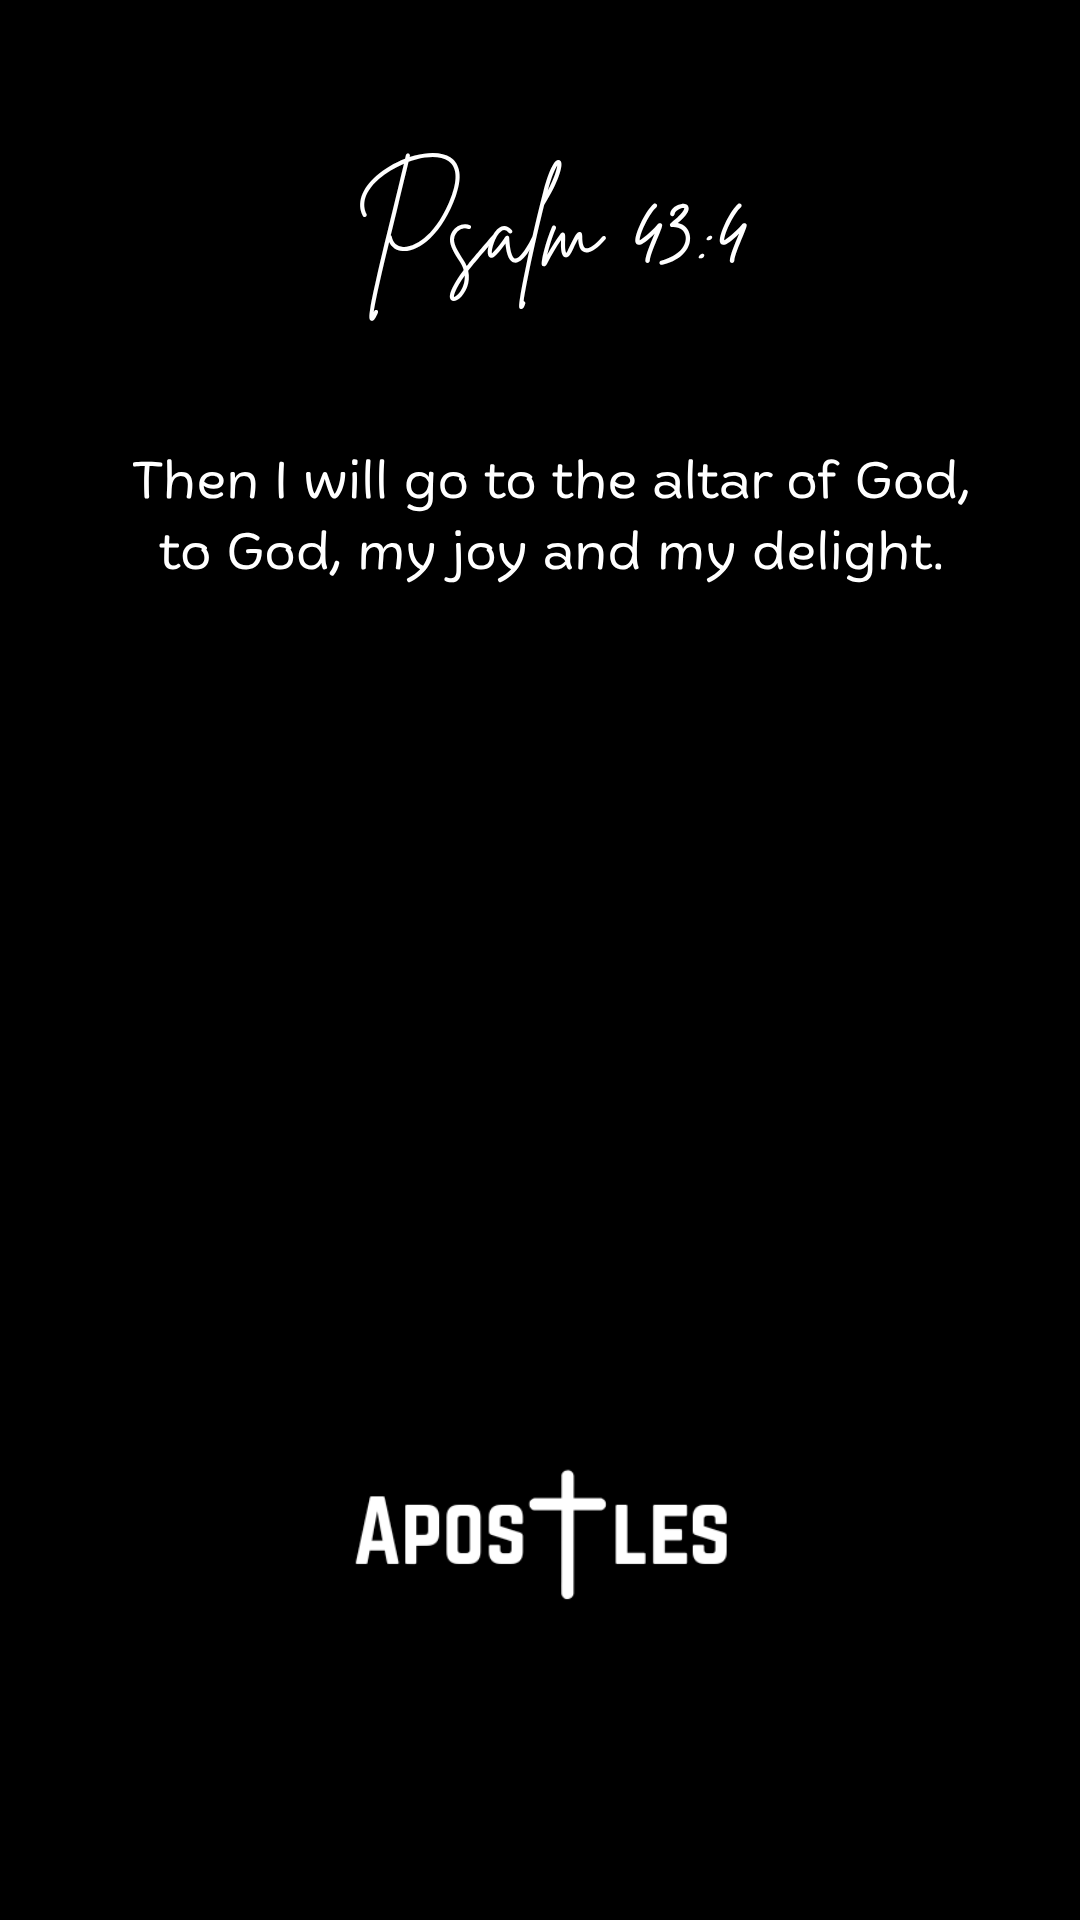 Psalm 43:4
Then I will go to the altar of God,
to God, my joy and my delight.
APOSTLES